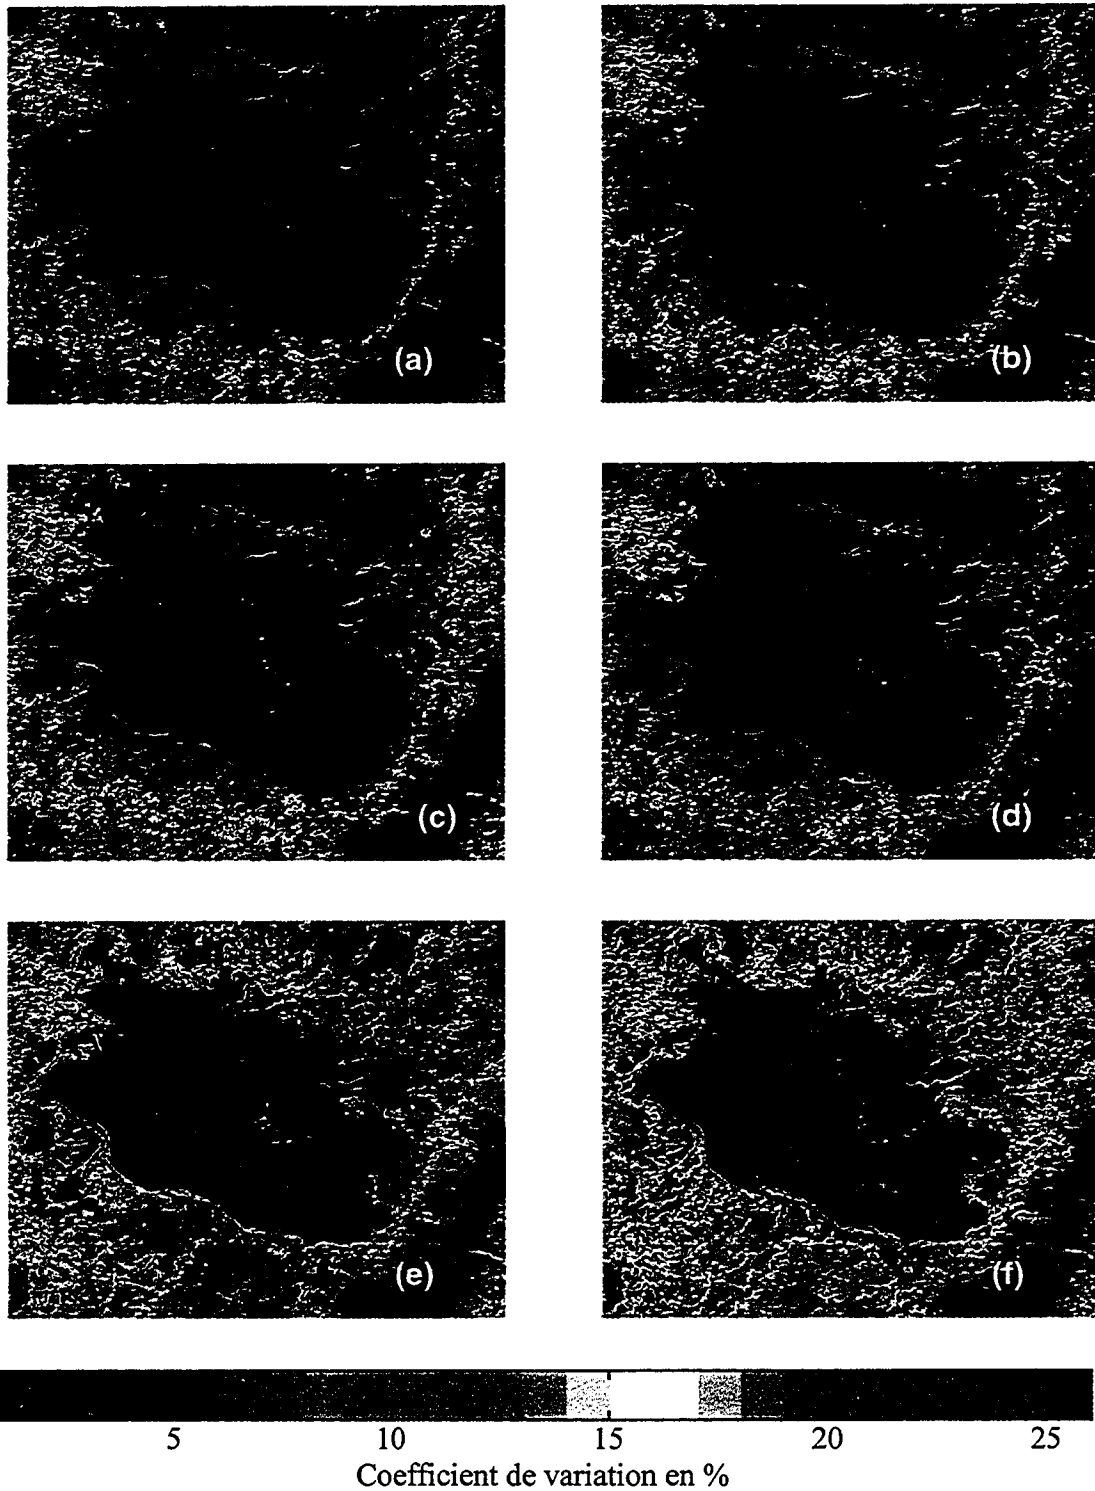 (a)
(b)
(c)
(d)
(e)
(f)
5 10 15 20 25
Coefficient de variation en %